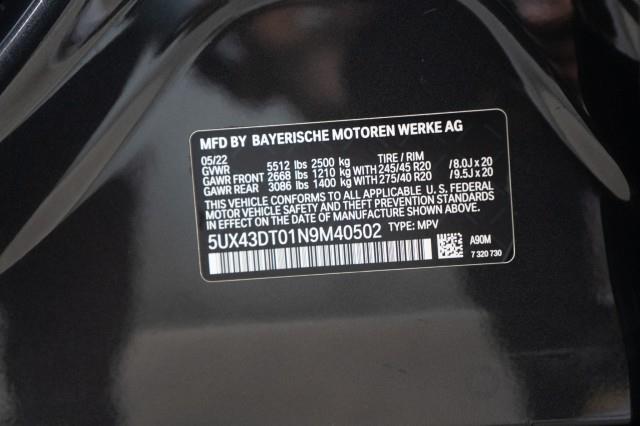 MFD BY BAYERISCHE MOTOREN WERKE AG
05/22 TIRE / RIM
GVWR 5512 lbs 2500 kg
GAWR FRONT 2668 lbs 1210 kg WITH 245/45 R20 /8.0J x 20
GAWR REAR 3086 lbs 1400 kg WITH 275/40 R20 /9.5J x 20
THIS VEHICLE CONFORMS TO ALL APPLICABLE U. S. FEDERAL
MOTOR VEHICLE SAFETY, BUMPER, AND THEFT PREVENTION STANDARDS
IN EFFECT ON THE DATE OF MANUFACTURE SHOWN ABOVE.
5UX43DT01N9M40502 TYPE: MPV
A90M
7 320 730